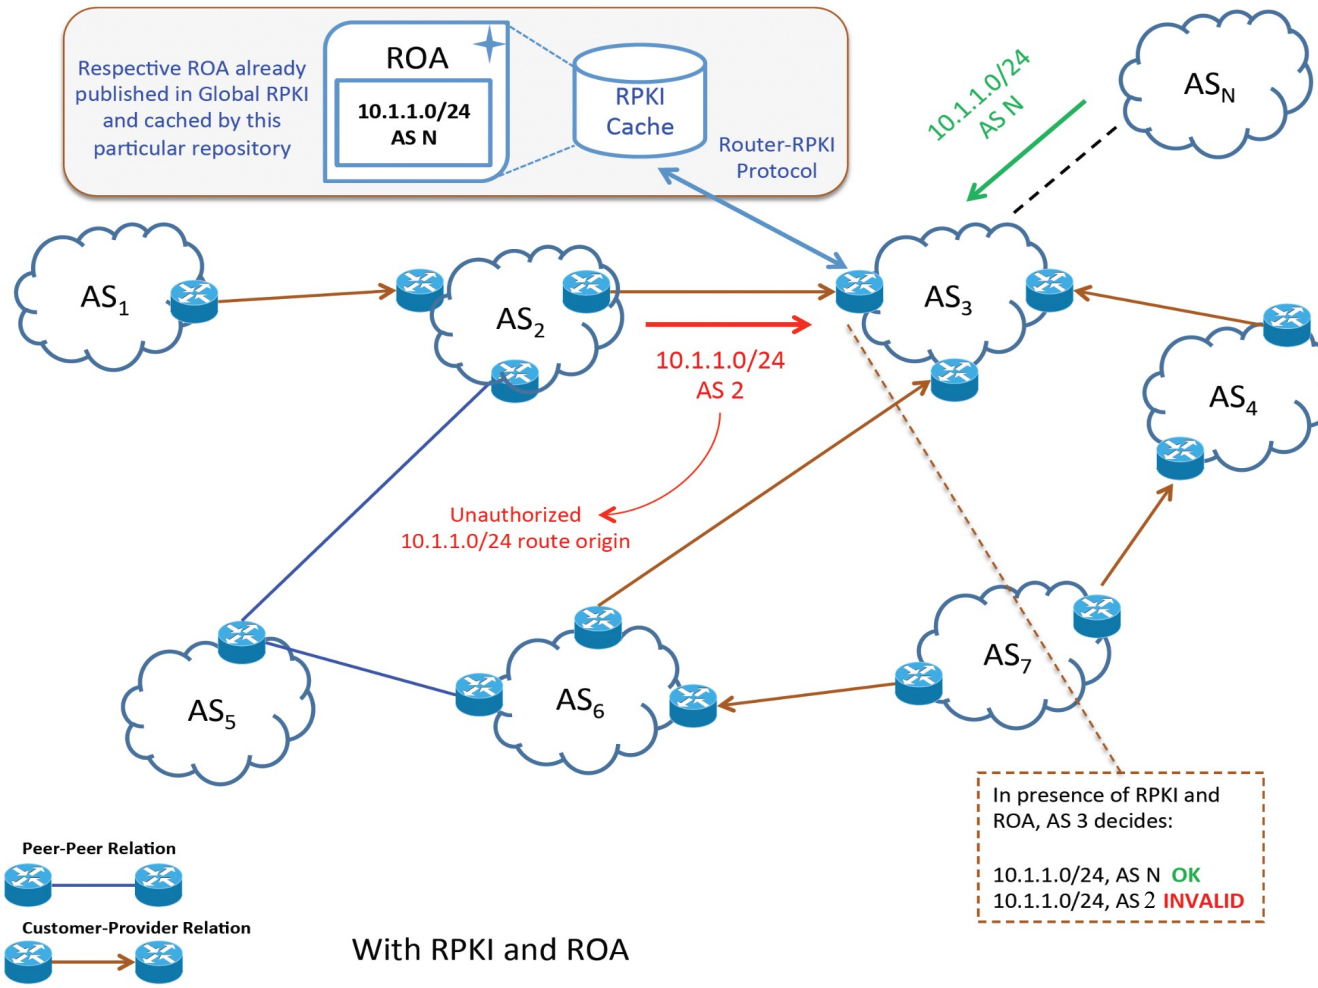 Respective ROA already
published in Global RPKI
and cached by this
particular repository
ROA
10.1.1.0/24
AS N
RPKI
Cache
Router-RPKI
Protocol
10.1.1.0/24
AS N
ASN
AS1
AS2
AS3
AS4
10.1.1.0/24
AS 2
Unauthorized
10.1.1.0/24 route origin
AS5
AS6
AS7
In presence of RPKI and
ROA, AS 3 decides:
10.1.1.0/24, AS N OK
10.1.1.0/24, AS 2 INVALID
Peer-Peer Relation
Customer-Provider Relation
With RPKI and ROA